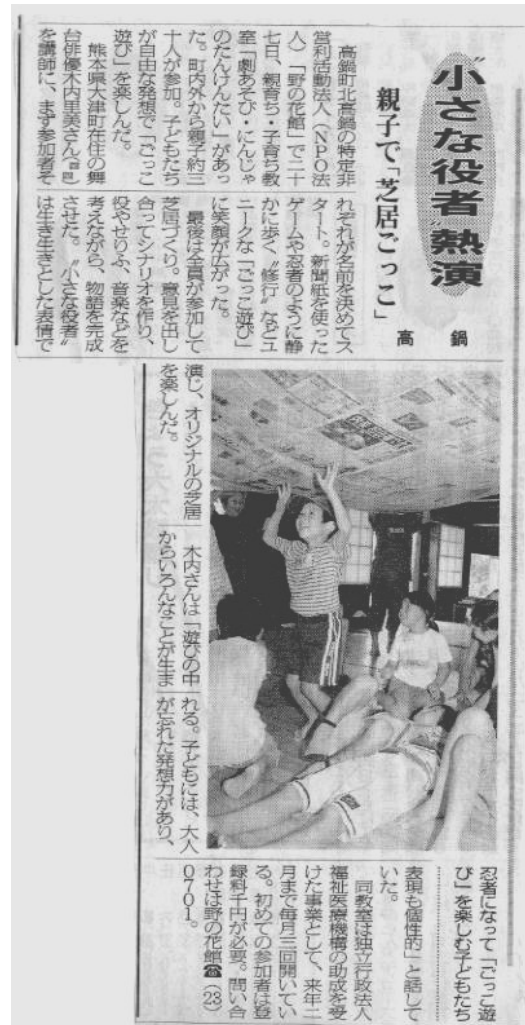 〝小さな役者〟熱演
親子で「芝居ごっこ」
高鍋
高鍋町北高鍋の特定非
営利活動法人（NPO法
人）「野の花館」で二十
七日、親育ち・子育ち教
室「劇あそび・にんじゃ
のたんけんたい」があっ
た。町内外から親子約三
十人が参加。子どもたち
が自由な発想で「ごっこ
遊び」を楽しんだ。
熊本県大津町在住の舞
台俳優木内里美さん
を講師に、まず参加者そ
れぞれが名前を決めてス
タート。新聞紙を使った
ゲームや忍者のように静
かに歩く〝修行〟などユ
ニークな「ごっこ遊び」
に笑顔が広がった。
最後は全員が参加して
芝居づくり。意見を出し
合ってシナリオを作り、
役やせりふ、音楽などを
考えながら、物語を完成
させた。〝小さな役者〟
は生き生きとした表情で
演じ、オリジナルの芝居
を楽しんだ。
木内さんは「遊びの中
からいろんなことが生ま
れる。子どもには、大人
が忘れた発想力があり、
表現も個性的」と話して
いた。
同教室は独立行政法人
福祉医療機構の助成を受
けた事業として、来年二
月まで毎月三回開いてい
る。初めての参加者は登
録料千円が必要。問い合
わせは野の花館☎（23）
0701。
忍者になって「ごっこ遊
び」を楽しむ子どもたち